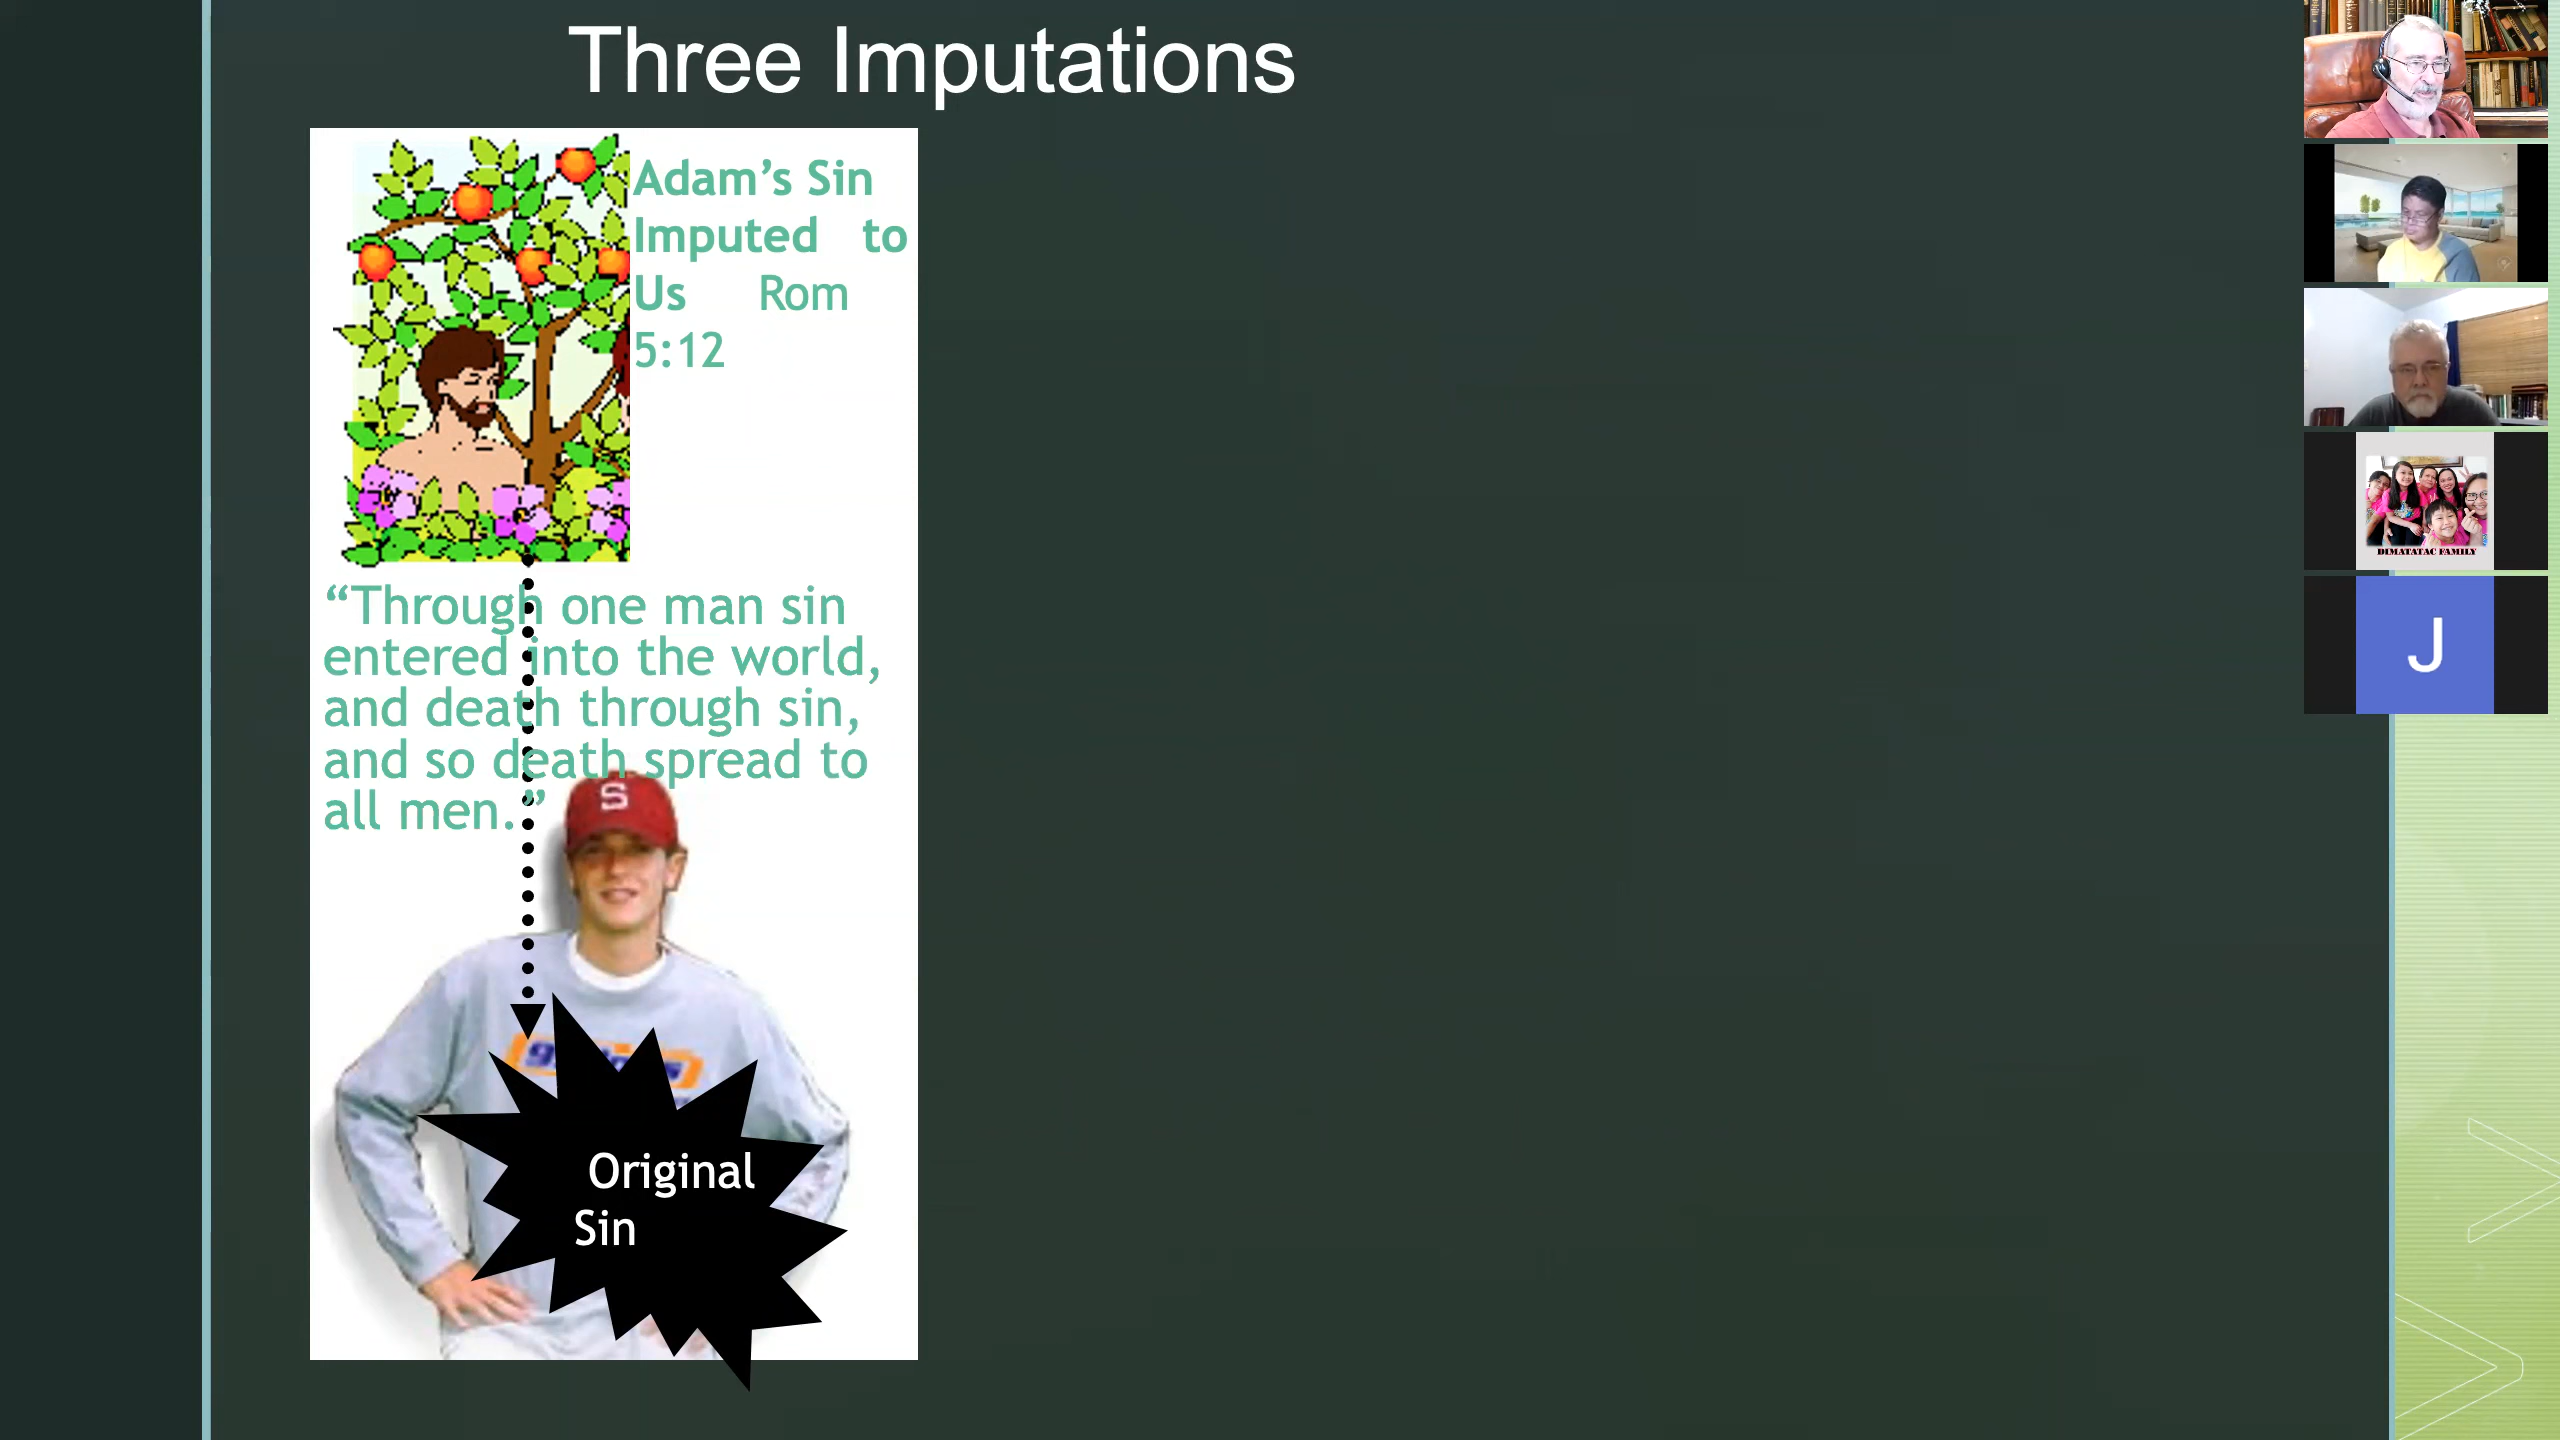 Three Imputations
Adam’s Sin
Imputed to
Us Rom
5:12
“Through one man sin
entered into the world,
and death through sin,
and so death spread to
all men.”
S
Original
Sin
DIMATATAC FAMILY
J